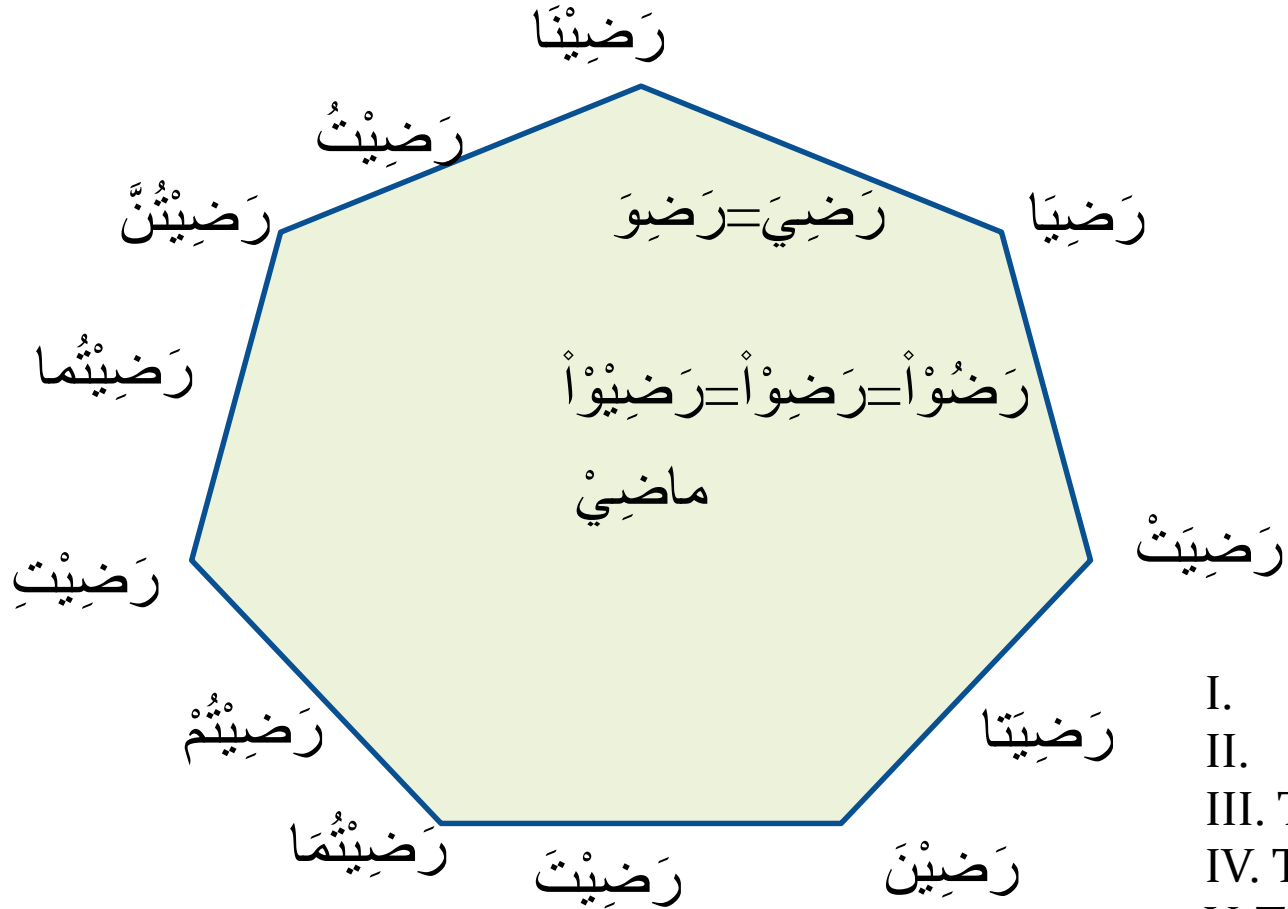 رَضِيْنَا
رَضِيْتُ
رَضِيْتُنَّ
رَضِيَا
رَضِيَ=رَضِوَ
رَضِيْتُما
رَضُوْا۟=رَضِوْا۟=رَضِيْوْا۟
ماضِيْ
رَضِيَتْ
رَضِيْتِ
رَضِيْتُمْ
رَضِيَتا
رَضِيْتُمَا
رَضِيْتَ
رَضِيْنَ
I.
II.
III. T
IV. T